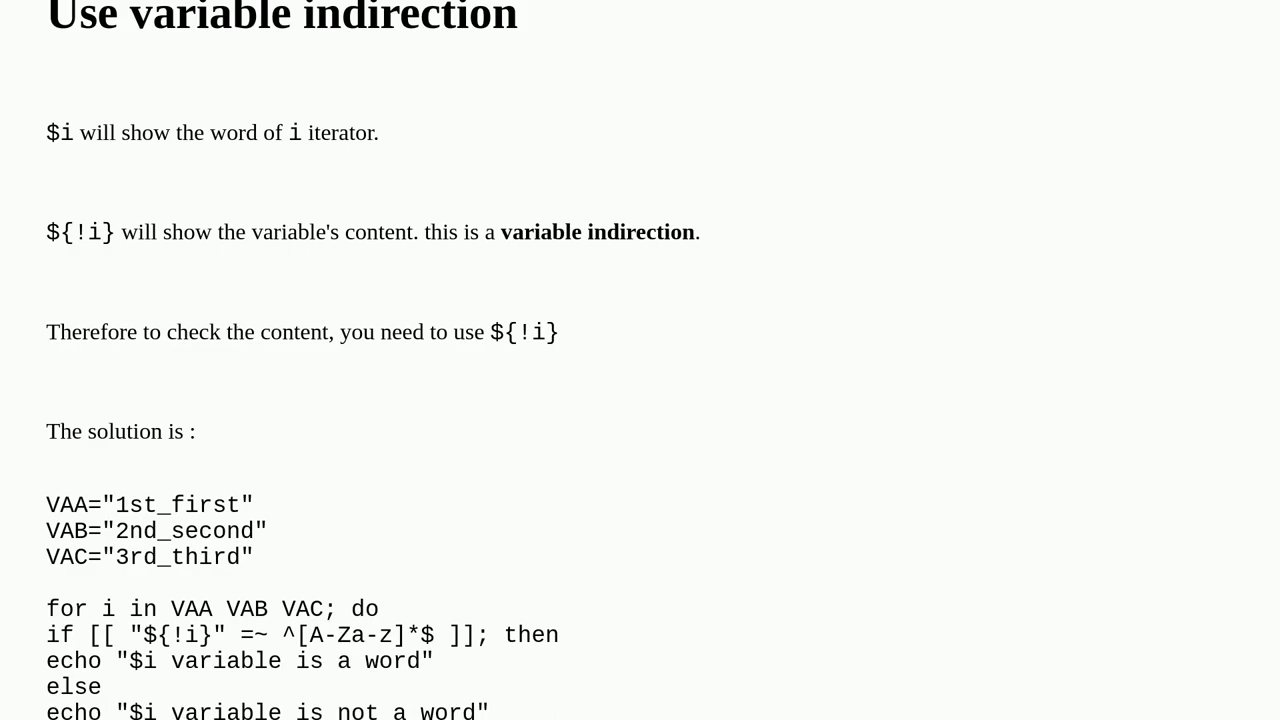 Use variable indirection
$i will show the word of i iterator.
${!i} will show the variable's content. this is a variable indirection.
Therefore to check the content, you need to use ${!i}
The solution is :
VAA="1st_first"
VAB="2nd_second"
VAC="3rd_third"
for i in VAA VAB VAC; do
if [[ "${!i}" =~ ^[A-Za-z]*$ ]]; then
echo "$i variable is a word"
else
echo "$i variable is not a word"